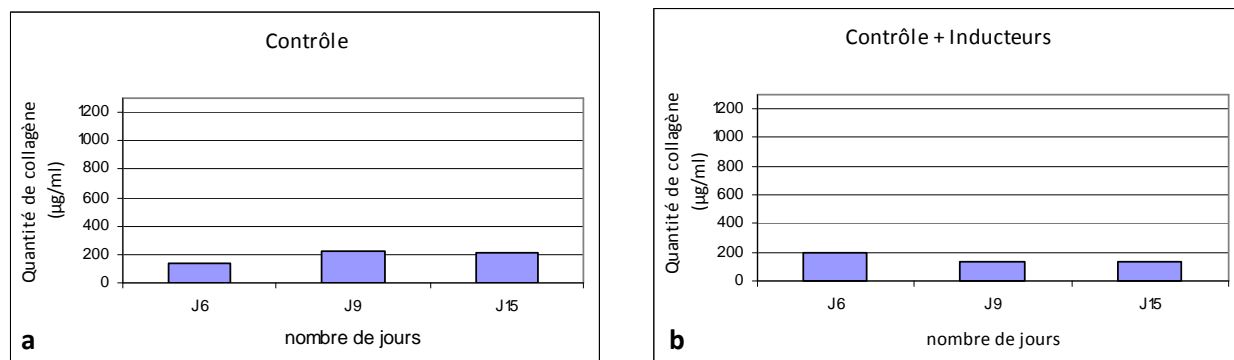 Contrôle
Quantité de collagène
(µg/ml)
1200
1000
800
600
400
200
0
J6
J9
J15
nombre de jours
a
Contrôle + Inducteurs
Quantité de collagène
(µg/ml)
1200
1000
800
600
400
200
0
J6
J9
J15
nombre de jours
b